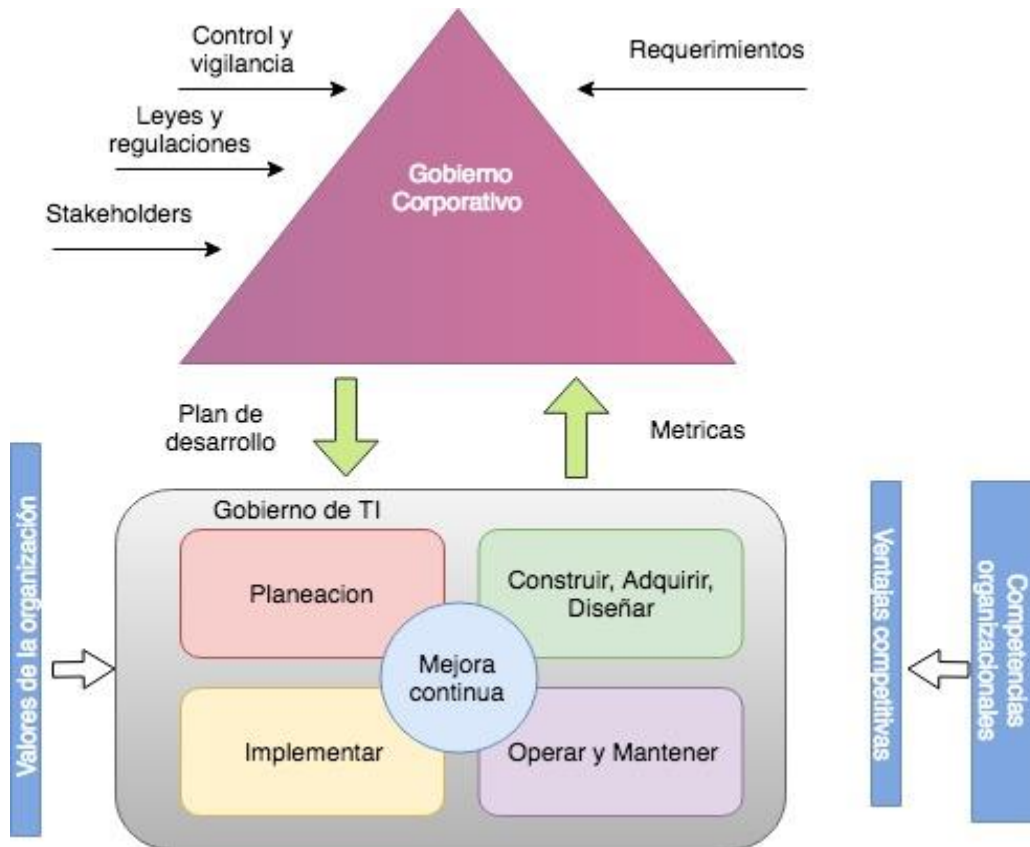 Control y
vigilancia
Requerimientos
Leyes y
regulaciones
Stakeholders
Gobierno
Corporativo
Plan de
desarrollo
Metricas
Valores de la organización
Gobierno de TI
Planeacion
Construir, Adquirir,
Diseñar
Mejora
continua
Implementar
Operar y Mantener
Ventajas competitivas
Competencias
organizacionales